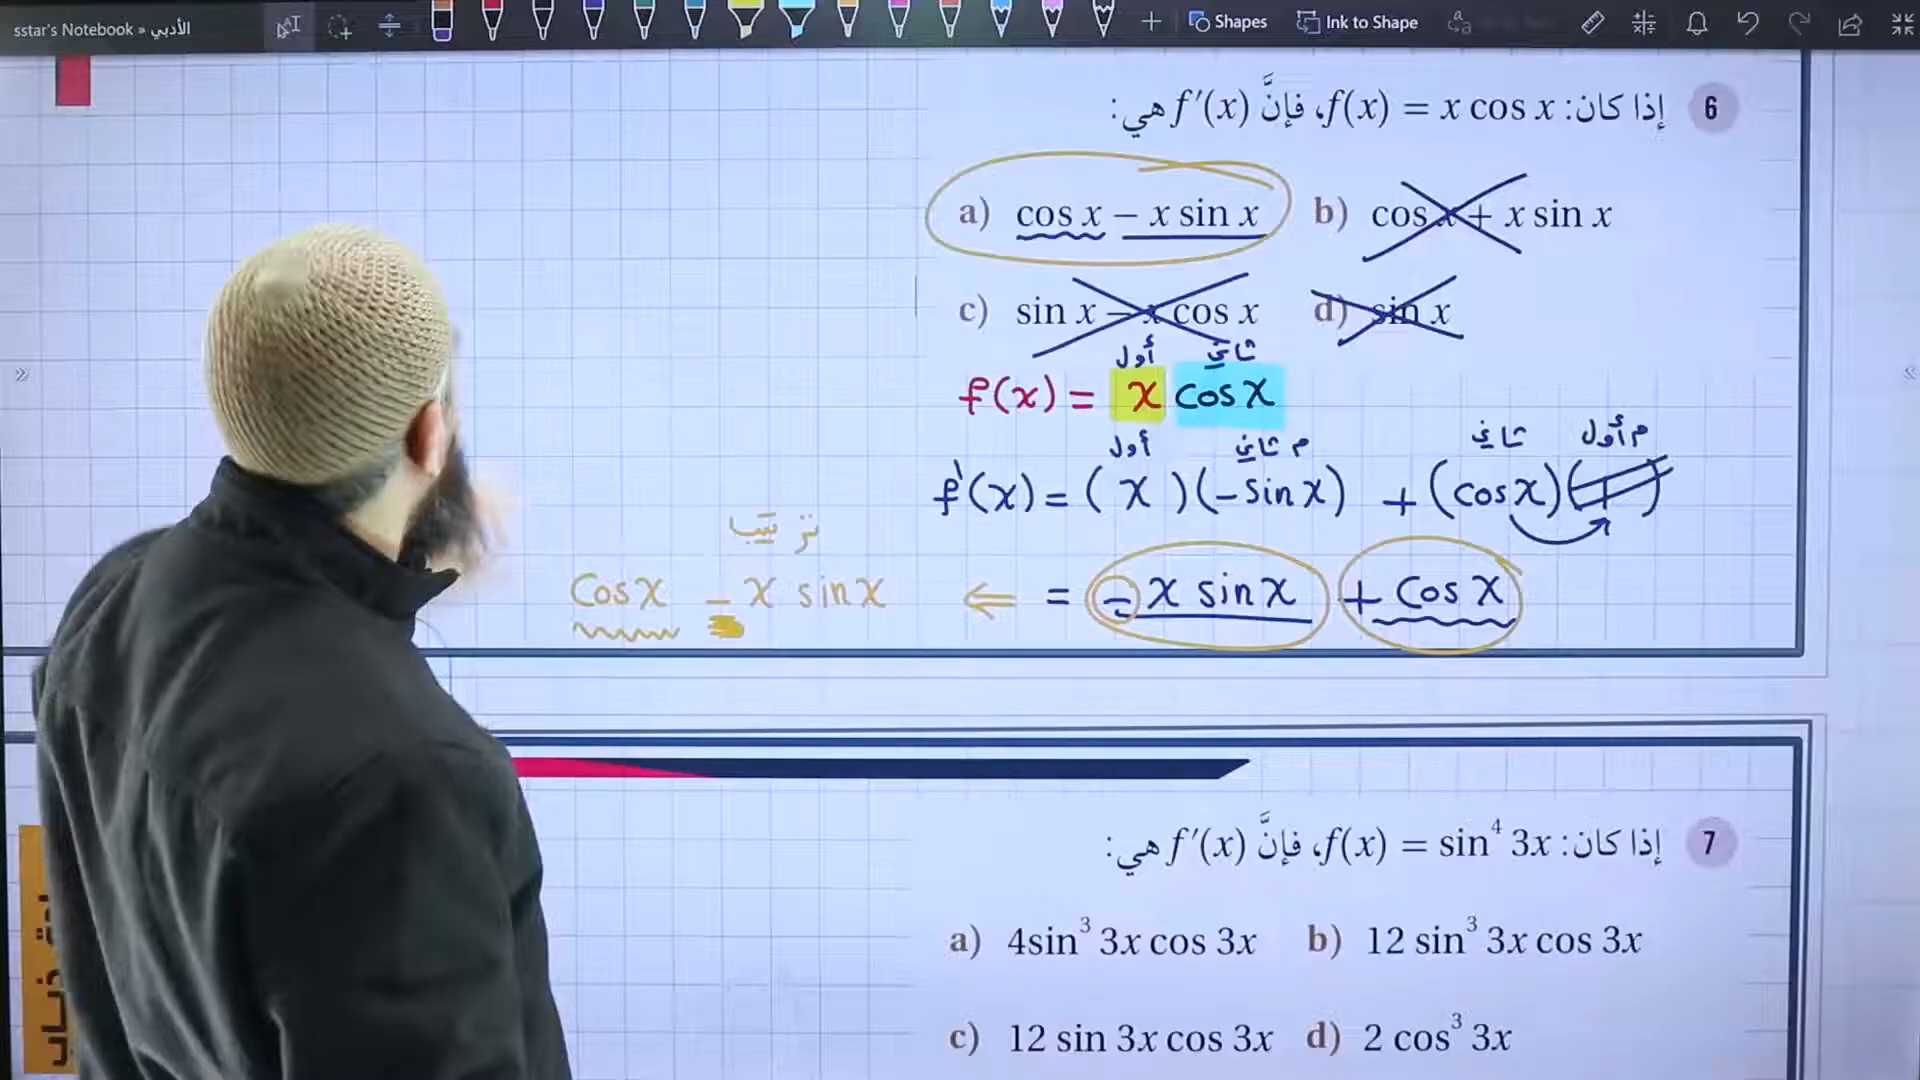 sstar's Notebook » الأدبي
Shapes
Ink to Shape
6 إذا كان: f(x) = x cos x، فإنَّ f′(x) هي:
a) cos x − x sin x b) cos x + x sin x
c) sin x − x cos x d) sin x
أول ثاني
f(x) = x cos x
أول م ثاني ثاني م أول
f'(x) = (x)(−sin x) + (cos x)(1)
ترتيب
cos x − x sin x ⇐ = − x sin x + cos x
7 إذا كان: f(x) = sin⁴ 3x، فإنَّ f′(x) هي:
a) 4sin³ 3x cos 3x b) 12 sin³ 3x cos 3x
c) 12 sin 3x cos 3x d) 2 cos³ 3x